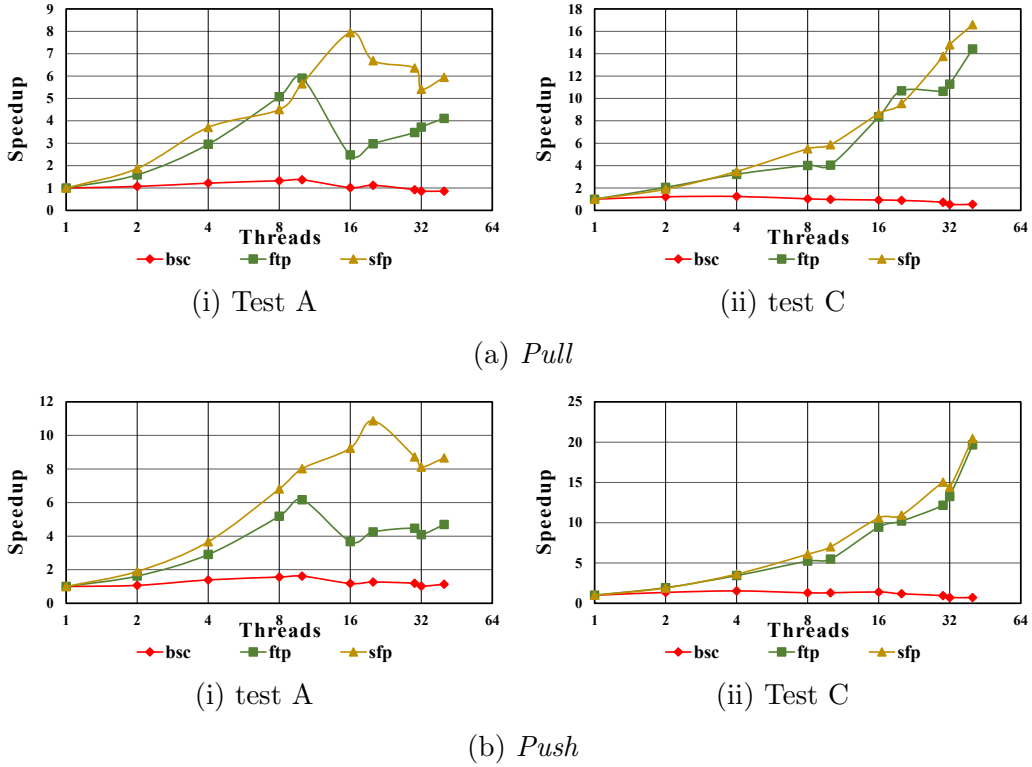 9
8
7
6
5
4
3
2
1
0
Speedup
1 2 4 8 16 32 64
Threads
bsc ftp sfp
(i) Test A
18
16
14
12
10
8
6
4
2
0
Speedup
1 2 4 8 16 32 64
Threads
bsc ftp sfp
(ii) test C
(a) Pull
12
10
8
6
4
2
0
Speedup
1 2 4 8 16 32 64
Threads
bsc ftp sfp
(i) test A
25
20
15
10
5
0
Speedup
1 2 4 8 16 32 64
Threads
bsc ftp sfp
(ii) Test C
(b) Push